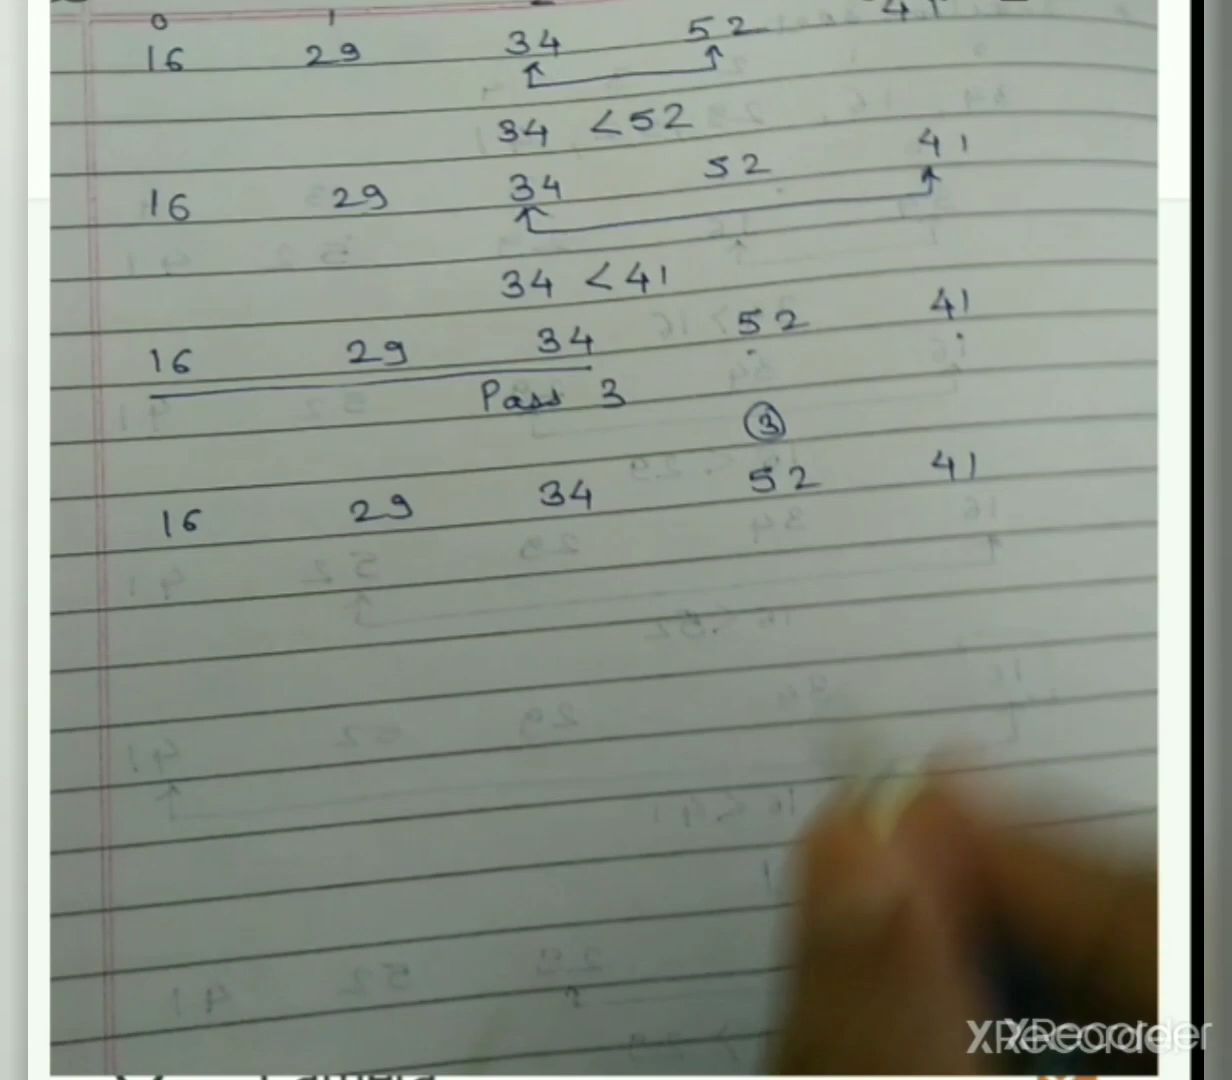 0 1
16 29 34 52 41
34 < 52
16 29 34 52 41
34 < 41
16 29 34 52 41
Pass 3
3
16 29 34 52 41
XRecorder